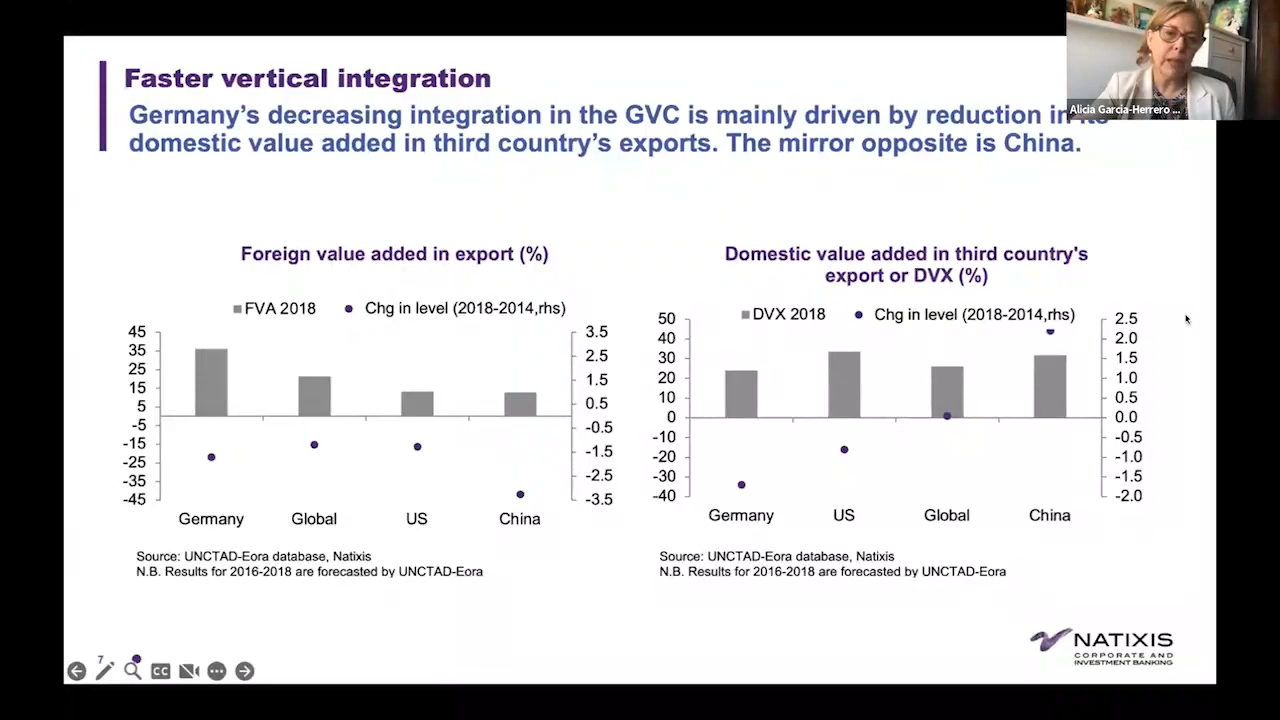 Faster vertical integration
Germany's decreasing integration in the GVC is mainly driven by reduction in its
domestic value added in third country's exports. The mirror opposite is China.
Alicia Garcia-Herrero ...
Foreign value added in export (%)
FVA 2018 Chg in level (2018-2014,rhs)
45 3.5
35 2.5
25 1.5
15 0.5
5 -0.5
-5 -1.5
-15 -2.5
-25 -3.5
-35
-45
Germany Global US China
Source: UNCTAD-Eora database, Natixis
N.B. Results for 2016-2018 are forecasted by UNCTAD-Eora
Domestic value added in third country's
export or DVX (%)
DVX 2018 Chg in level (2018-2014,rhs)
50 2.5
40 2.0
30 1.5
20 1.0
10 0.5
0 0.0
-10 -0.5
-20 -1.0
-30 -1.5
-40 -2.0
Germany US Global China
Source: UNCTAD-Eora database, Natixis
N.B. Results for 2016-2018 are forecasted by UNCTAD-Eora
NATIXIS
CORPORATE AND
INVESTMENT BANKING
7
CC